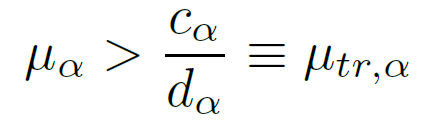 μ_α > c_α / d_α ≡ μ_{tr,α}